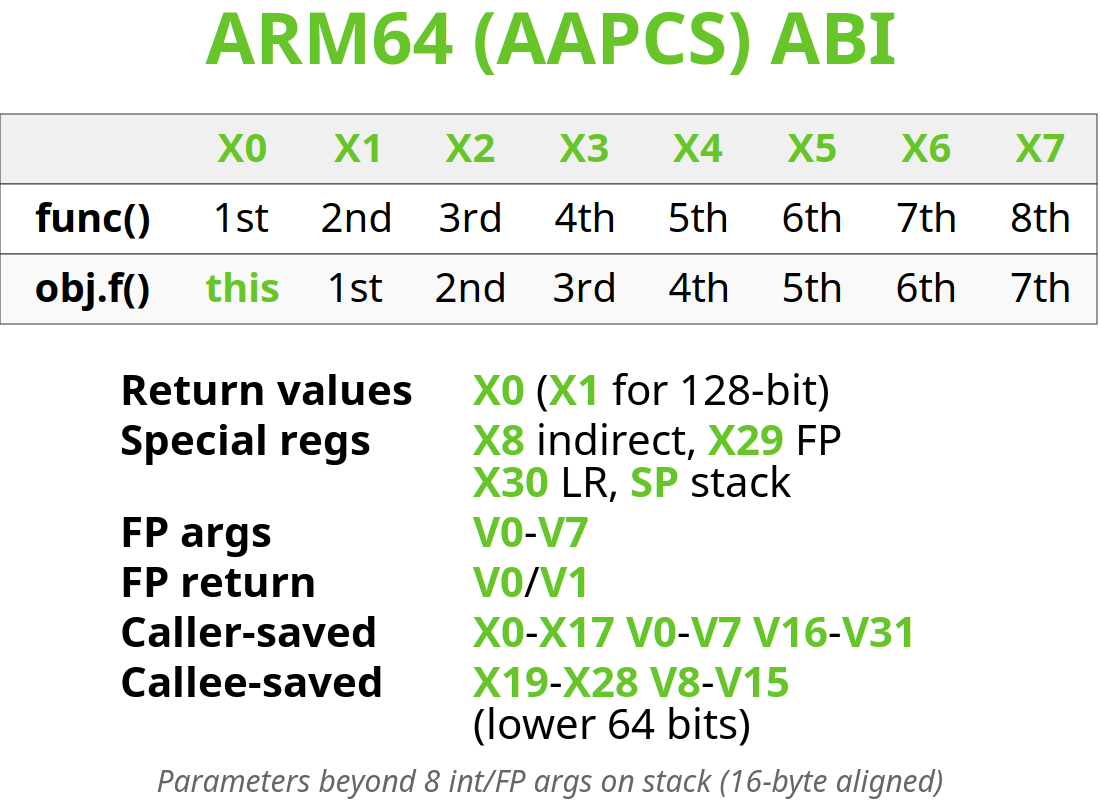 ARM64 (AAPCS) ABI
X0 X1 X2 X3 X4 X5 X6 X7
func() 1st 2nd 3rd 4th 5th 6th 7th 8th
obj.f() this 1st 2nd 3rd 4th 5th 6th 7th
Return values X0 (X1 for 128-bit)
Special regs X8 indirect, X29 FP
X30 LR, SP stack
FP args V0-V7
FP return V0/V1
Caller-saved X0-X17 V0-V7 V16-V31
Callee-saved X19-X28 V8-V15
(lower 64 bits)
Parameters beyond 8 int/FP args on stack (16-byte aligned)